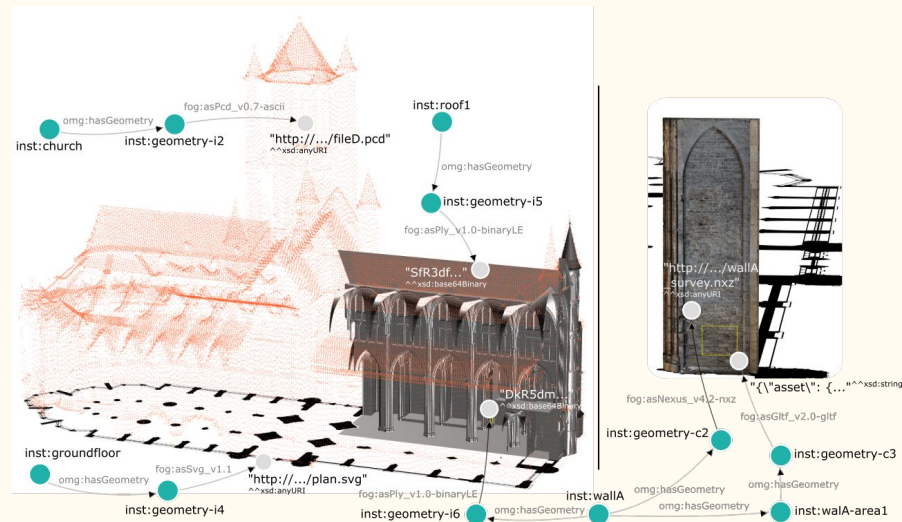 fog:asPcd_v0.7-ascii
omg:hasGeometry
inst:church
inst:geometry-i2
"http://.../fileD.pcd"
^^xsd:anyURI
inst:roof1
omg:hasGeometry
inst:geometry-i5
fog:asPly_v1.0-binaryLE
"SfR3df..."
^^xsd:base64Binary
"DkR5dm...
^^xsd:base64Binary
inst:groundfloor
omg:hasGeometry
fog:asSvg_v1.1
inst:geometry-i4
"http://.../plan.svg"
^^xsd:anyURI
fog:asPly_v1.0-binaryLE
inst:geometry-i6
omg:hasGeometry
inst:wallA
omg:hasGeometry
omg:hasGeometry
inst:walA-area1
omg:hasGeometry
inst:geometry-c3
inst:geometry-c2
fog:asNexus_v4.2-nxz
fog:asGltf_v2.0-gltf
"http://.../wallA
_survey.nxz"
^^xsd:anyURI
"{\"asset\": {..."^^xsd:string